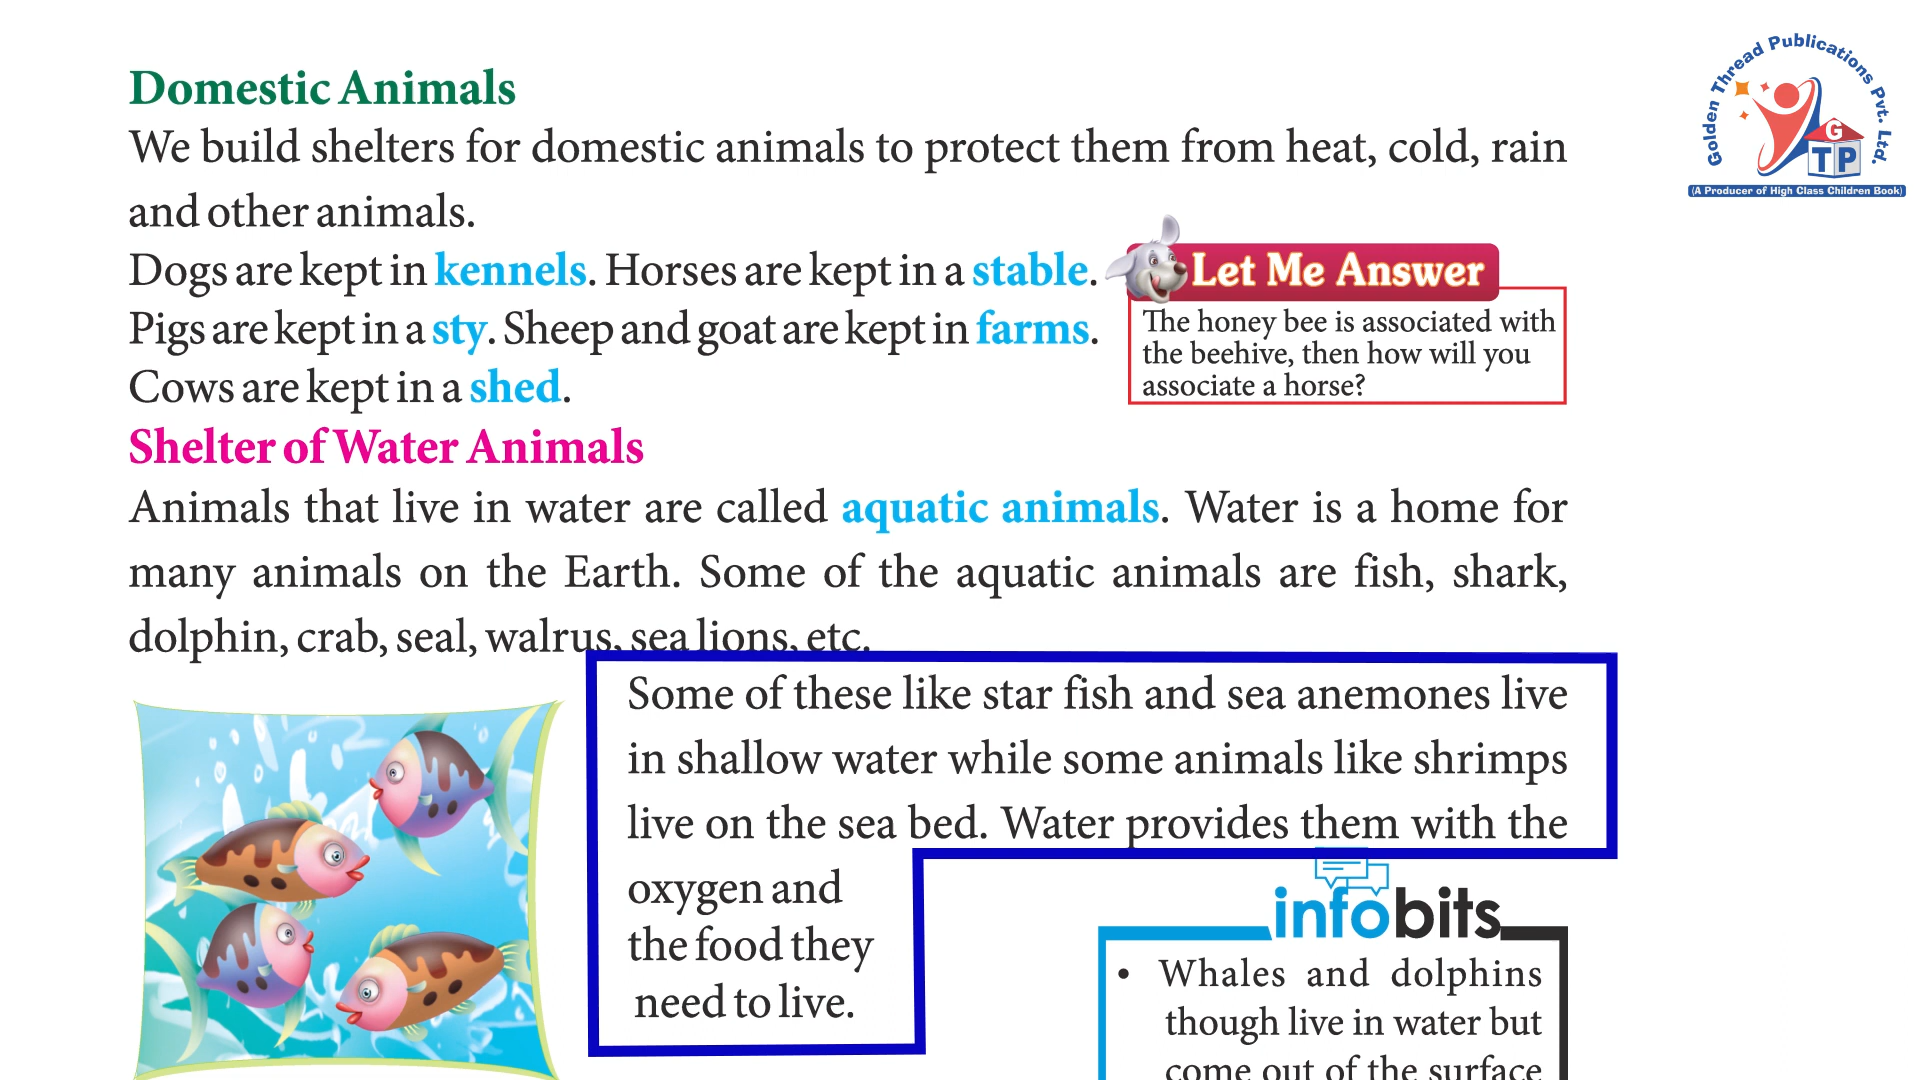 Golden Thread Publications Pvt. Ltd.
G
T P
(A Producer of High Class Children Book)
Domestic Animals
We build shelters for domestic animals to protect them from heat, cold, rain
and other animals.
Dogs are kept in kennels. Horses are kept in a stable.
Pigs are kept in a sty. Sheep and goat are kept in farms.
Cows are kept in a shed.
Let Me Answer
The honey bee is associated with
the beehive, then how will you
associate a horse?
Shelter of Water Animals
Animals that live in water are called aquatic animals. Water is a home for
many animals on the Earth. Some of the aquatic animals are fish, shark,
dolphin, crab, seal, walrus, sea lions, etc.
Some of these like star fish and sea anemones live
in shallow water while some animals like shrimps
live on the sea bed. Water provides them with the
oxygen and
the food they
need to live.
infobits
• Whales and dolphins
though live in water but
come out of the surface